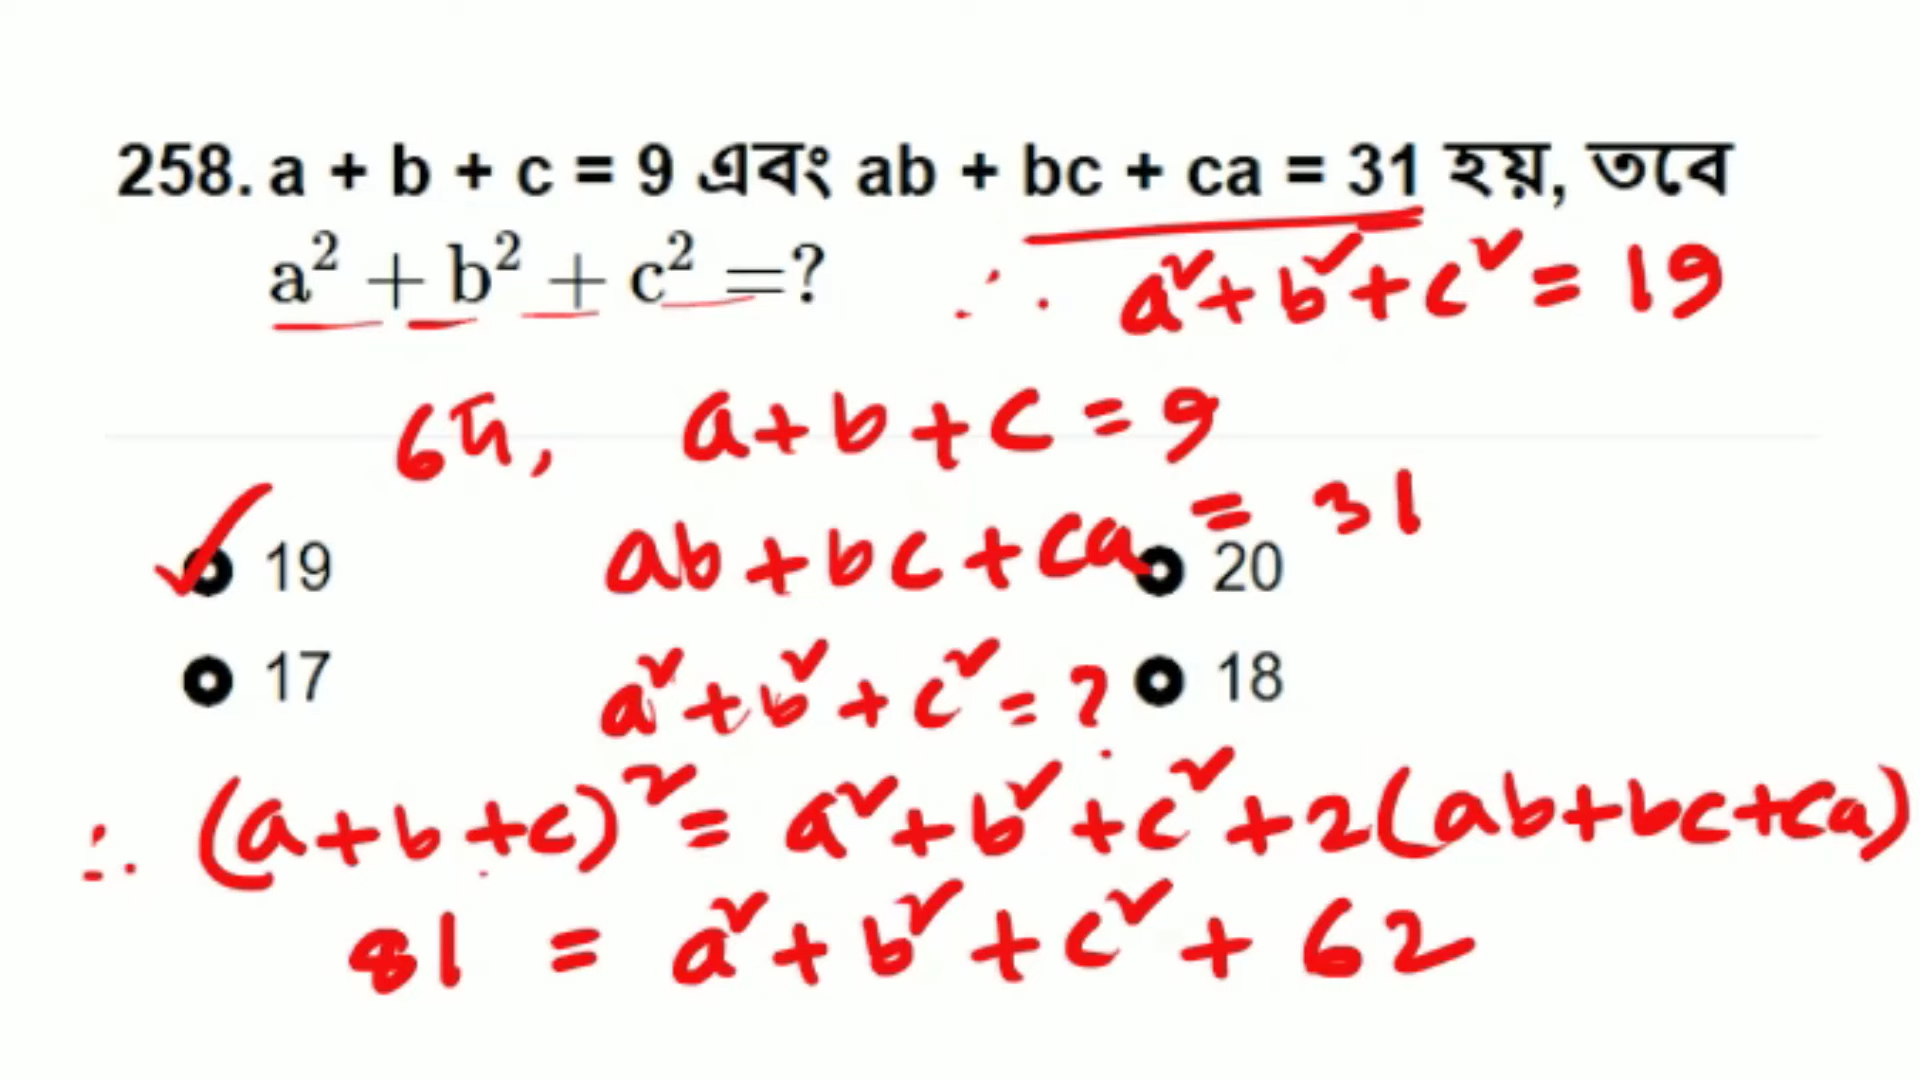 258. a + b + c = 9 এবং ab + bc + ca = 31 হয়, তবে
a² + b² + c² =?
∴ a² + b² + c² = 19
দেয়, a + b + c = 9
ab + bc + ca = 31
19
20
a² + b² + c² = ?
17
18
∴ (a + b + c)² = a² + b² + c² + 2(ab + bc + ca)
81 = a² + b² + c² + 62